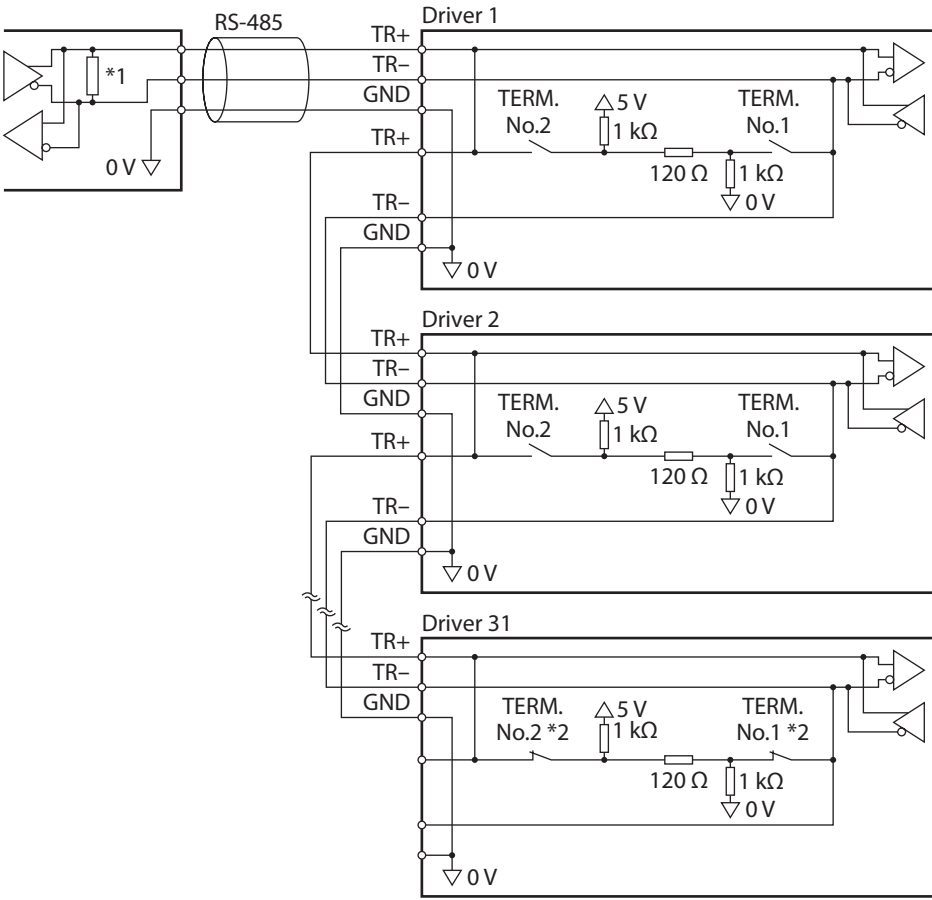 RS-485
*1
0 V
Driver 1
TR+
TR–
GND
TR+
TR–
GND
TERM.
No.2
5 V
1 kΩ
TERM.
No.1
120 Ω
1 kΩ
0 V
0 V
Driver 2
TR+
TR–
GND
TR+
TR–
GND
TERM.
No.2
5 V
1 kΩ
TERM.
No.1
120 Ω
1 kΩ
0 V
0 V
Driver 31
TR+
TR–
GND
TERM.
No.2 *2
5 V
1 kΩ
TERM.
No.1 *2
120 Ω
1 kΩ
0 V
0 V